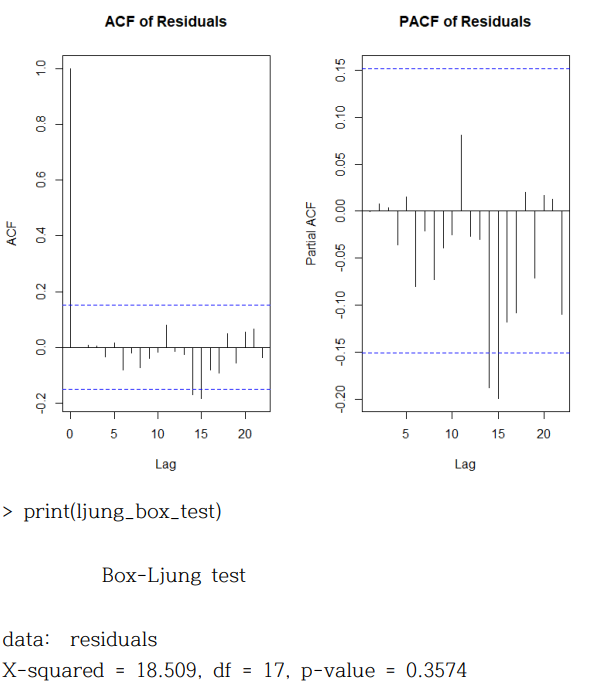 ACF of Residuals
PACF of Residuals
ACF
1.0
0.8
0.6
0.4
0.2
0.0
-0.2
0 5 10 15 20
Lag
Partial ACF
0.15
0.10
0.05
0.00
-0.05
-0.10
-0.15
-0.20
5 10 15 20
Lag
> print(ljung_box_test)
Box-Ljung test
data: residuals
X-squared = 18.509, df = 17, p-value = 0.3574